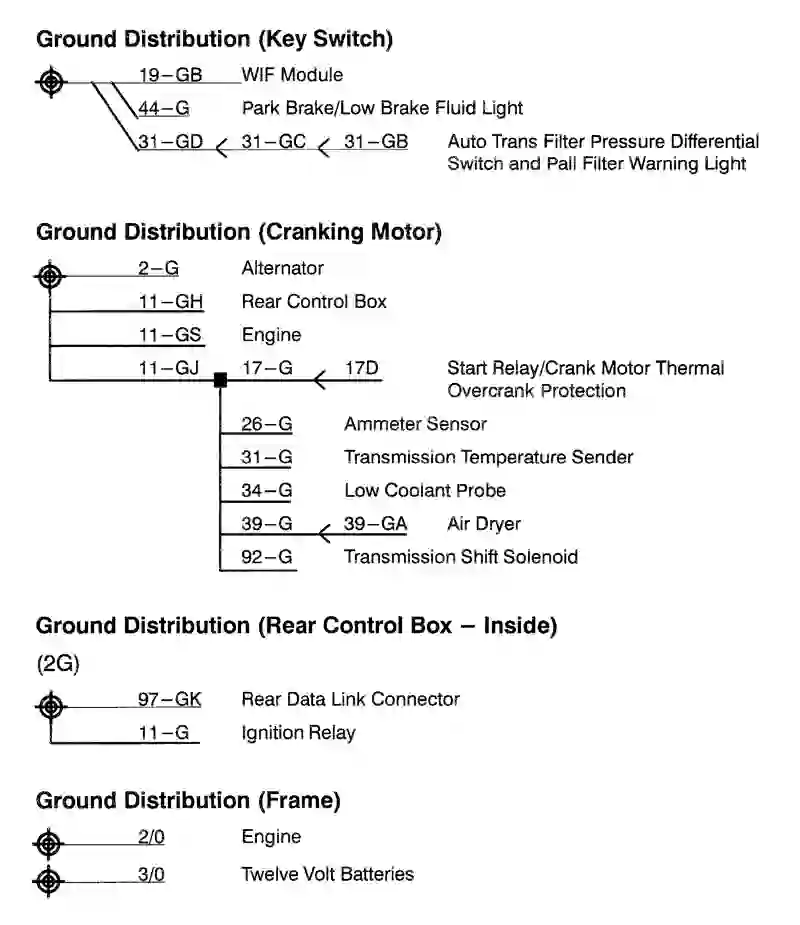 Ground Distribution (Key Switch)
19–GB WIF Module
44–G Park Brake/Low Brake Fluid Light
31–GD 31–GC 31–GB Auto Trans Filter Pressure Differential
Switch and Pall Filter Warning Light
Ground Distribution (Cranking Motor)
2–G Alternator
11–GH Rear Control Box
11–GS Engine
11–GJ 17–G 17D Start Relay/Crank Motor Thermal
Overcrank Protection
26–G Ammeter Sensor
31–G Transmission Temperature Sender
34–G Low Coolant Probe
39–G 39–GA Air Dryer
92–G Transmission Shift Solenoid
Ground Distribution (Rear Control Box – Inside)
(2G)
97–GK Rear Data Link Connector
11–G Ignition Relay
Ground Distribution (Frame)
2/0 Engine
3/0 Twelve Volt Batteries